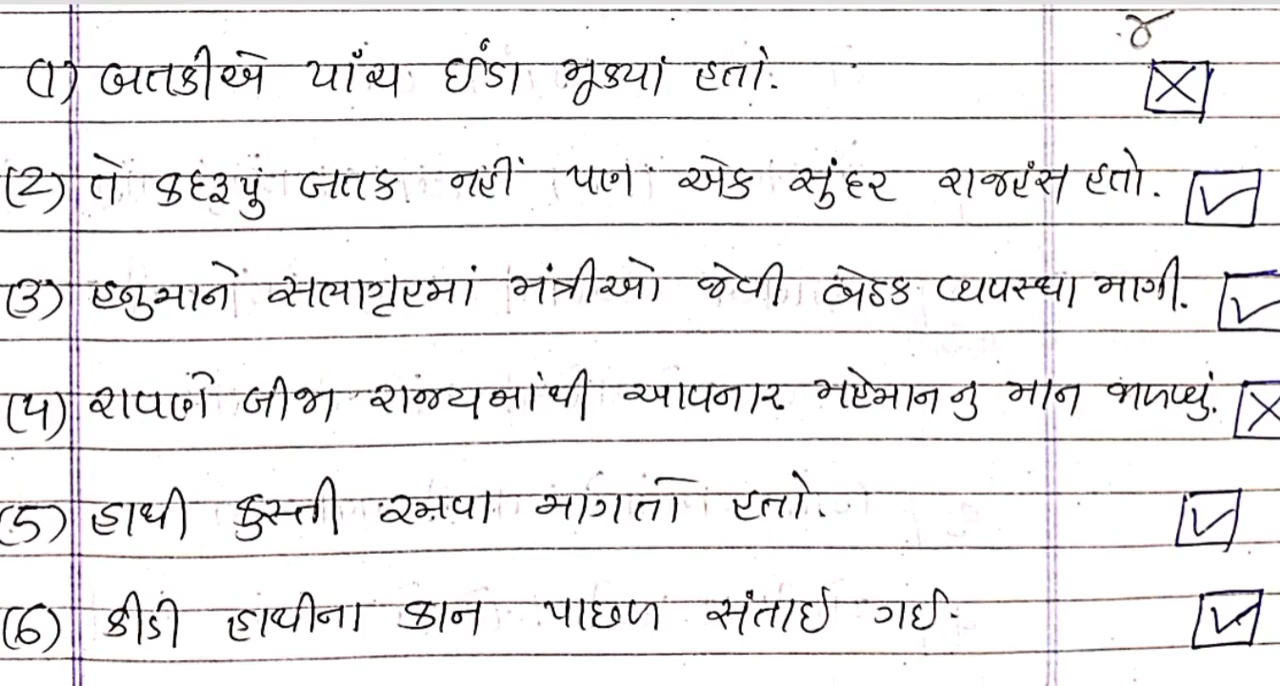 ૪
(1) બતકીએ પાઁચ ઈંડા મૂક્યાં હતાં. ☒
(2) તે કદરૂપું બતક નહીં પણ એક સુંદર રાજહંસ હતો. ☑
(3) હનુમાને સભાગૃહમાં મંત્રીઓ જેવી બેઠક વ્યવસ્થા માગી. ☑
(4) રાવણે બીજા રાજ્યમાંથી આવનાર મહેમાનનુ માન જાળવ્યું. ☒
(5) હાથી કુસ્તી રમવા માંગતો હતો. ☑
(6) કીડી હાથીના કાન પાછળ સંતાઈ ગઈ. ☑